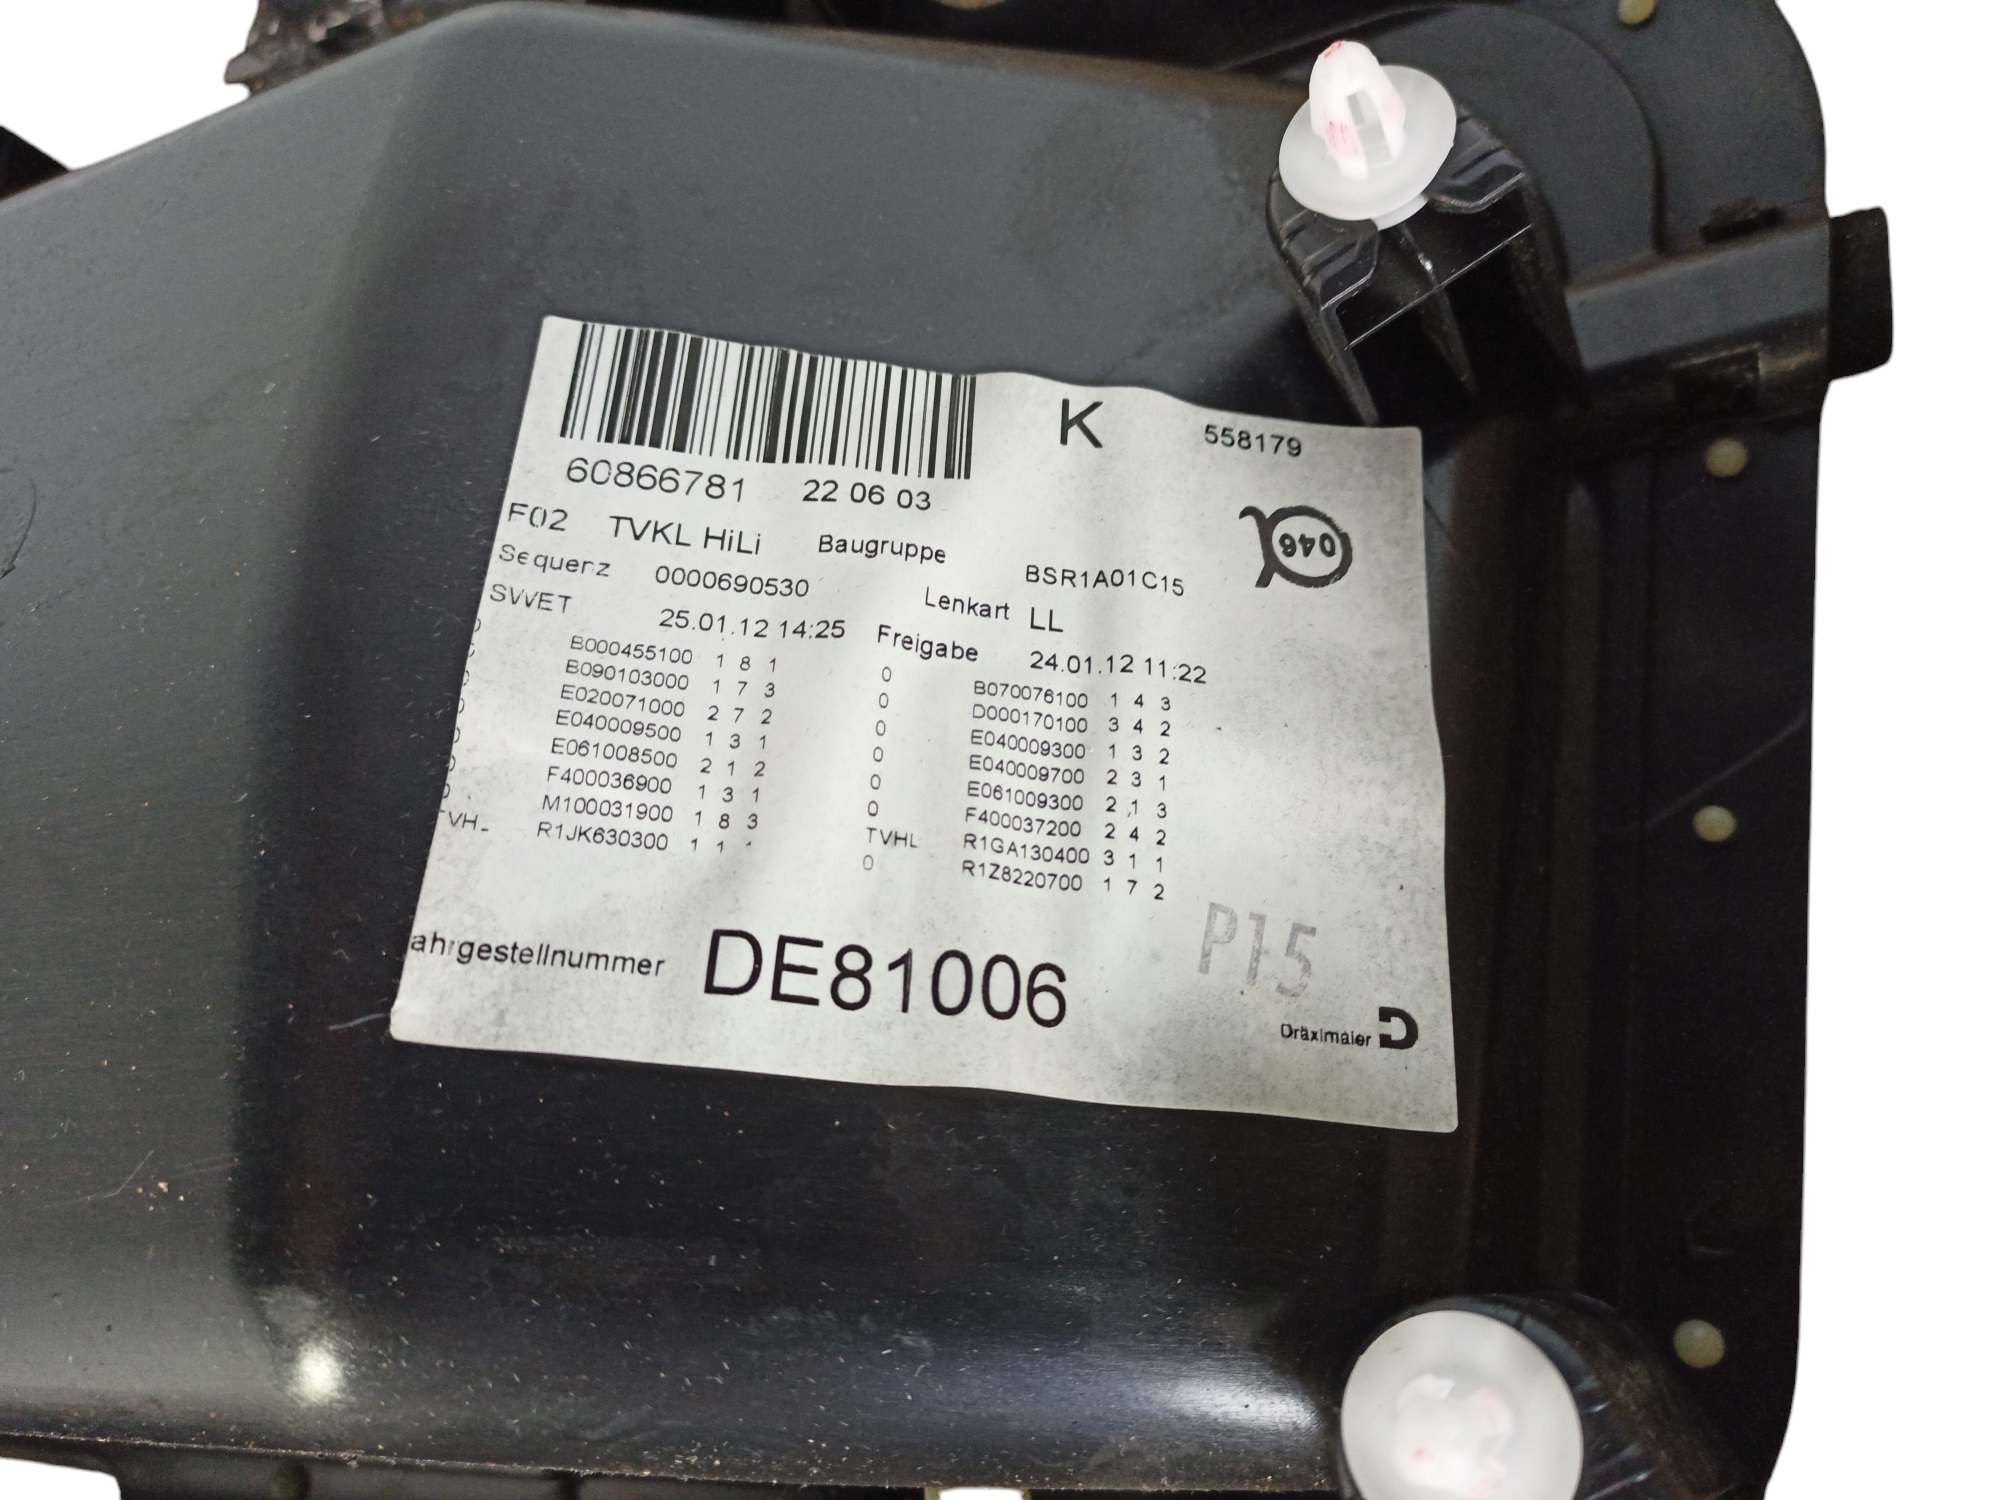 K 558179
60866781 22 06 03
F02 TVKL HiLi Baugruppe BSR1A01C15
046
Sequenz 0000690530 Lenkart LL
SWET 25.01.12 14:25 Freigabe 24.01.12 11:22
B000455100 1 8 1 0 B070076100 1 4 3
B090103000 1 7 3 0 D000170100 3 4 2
E020071000 2 7 2 0 E040009300 1 3 2
E040009500 1 3 1 0 E040009700 2 3 1
E061008500 2 1 2 0 E061009300 2 1 3
F400036900 1 3 1 0 F400037200 2 4 2
M100031900 1 8 3 TVHL R1GA130400 3 1 1
R1JK630300 1 1 0 R1Z8220700 1 7 2
ahrgestellnummer DE81006
P15
Dräxlmaier D